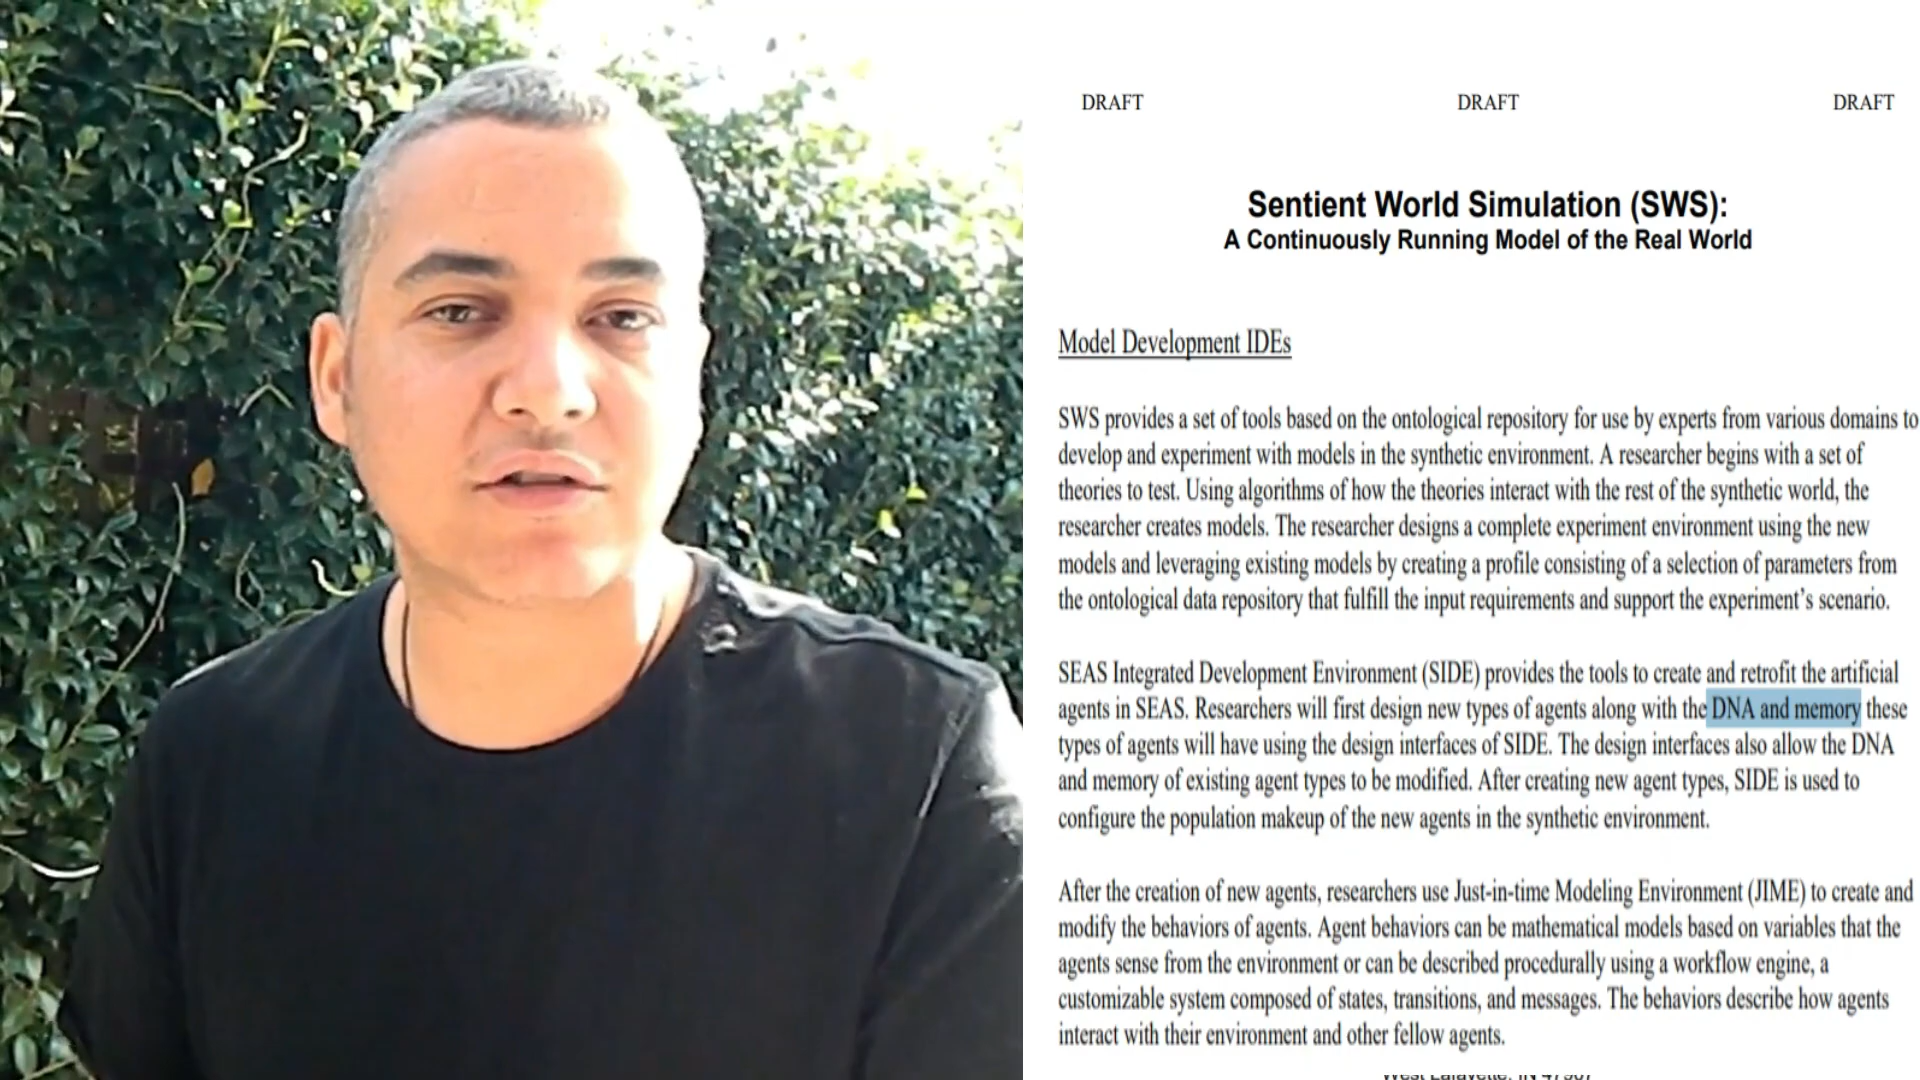 DRAFT DRAFT DRAFT
Sentient World Simulation (SWS):
A Continuously Running Model of the Real World
Model Development IDEs
SWS provides a set of tools based on the ontological repository for use by experts from various domains to
develop and experiment with models in the synthetic environment. A researcher begins with a set of
theories to test. Using algorithms of how the theories interact with the rest of the synthetic world, the
researcher creates models. The researcher designs a complete experiment environment using the new
models and leveraging existing models by creating a profile consisting of a selection of parameters from
the ontological data repository that fulfill the input requirements and support the experiment's scenario.
SEAS Integrated Development Environment (SIDE) provides the tools to create and retrofit the artificial
agents in SEAS. Researchers will first design new types of agents along with the DNA and memory these
types of agents will have using the design interfaces of SIDE. The design interfaces also allow the DNA
and memory of existing agent types to be modified. After creating new agent types, SIDE is used to
configure the population makeup of the new agents in the synthetic environment.
After the creation of new agents, researchers use Just-in-time Modeling Environment (JIME) to create and
modify the behaviors of agents. Agent behaviors can be mathematical models based on variables that the
agents sense from the environment or can be described procedurally using a workflow engine, a
customizable system composed of states, transitions, and messages. The behaviors describe how agents
interact with their environment and other fellow agents.
West Lafayette, IN 47907